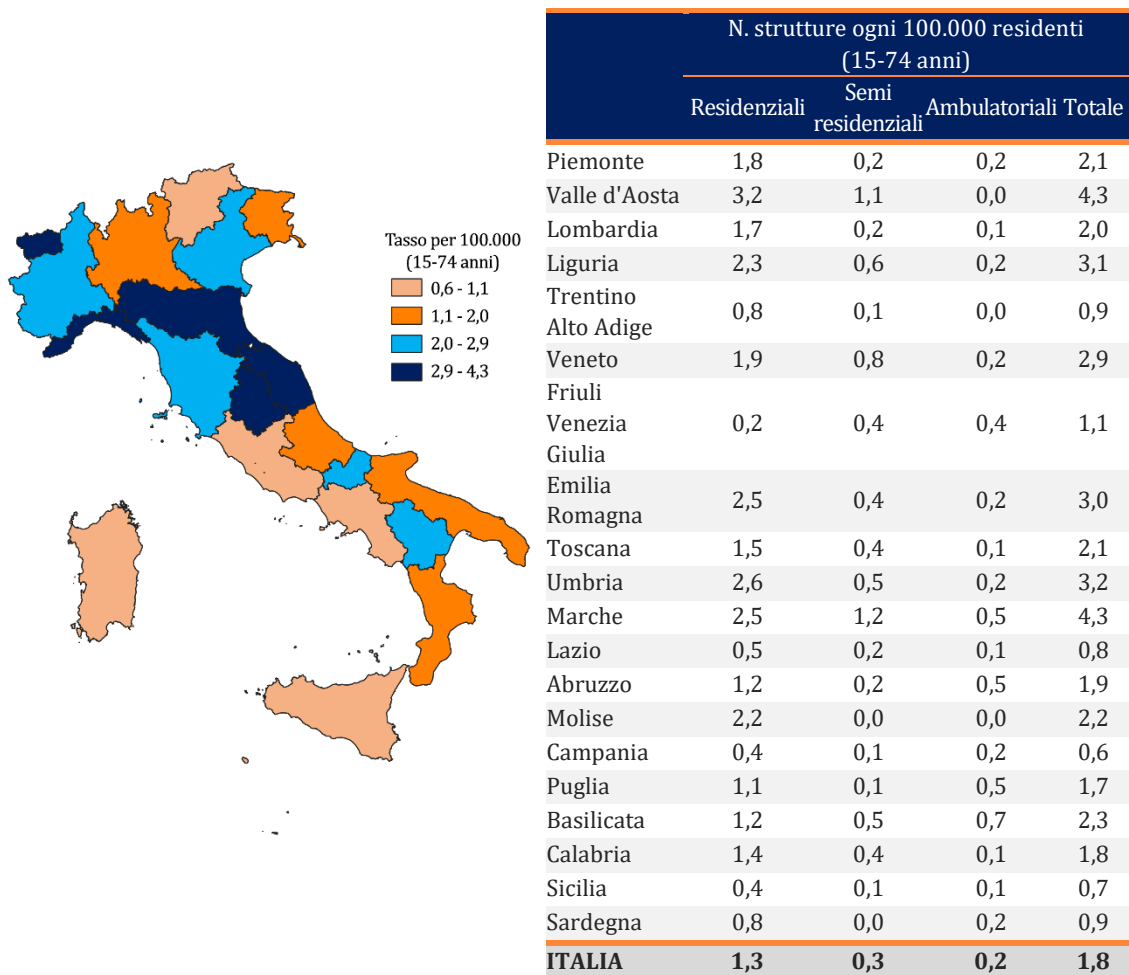 Tasso per 100.000
(15-74 anni)
0,6 - 1,1
1,1 - 2,0
2,0 - 2,9
2,9 - 4,3
N. strutture ogni 100.000 residenti
(15-74 anni)
Residenziali Semi residenziali Ambulatoriali Totale
Piemonte 1,8 0,2 0,2 2,1
Valle d'Aosta 3,2 1,1 0,0 4,3
Lombardia 1,7 0,2 0,1 2,0
Liguria 2,3 0,6 0,2 3,1
Trentino
Alto Adige 0,8 0,1 0,0 0,9
Veneto 1,9 0,8 0,2 2,9
Friuli
Venezia 0,2 0,4 0,4 1,1
Giulia
Emilia
Romagna 2,5 0,4 0,2 3,0
Toscana 1,5 0,4 0,1 2,1
Umbria 2,6 0,5 0,2 3,2
Marche 2,5 1,2 0,5 4,3
Lazio 0,5 0,2 0,1 0,8
Abruzzo 1,2 0,2 0,5 1,9
Molise 2,2 0,0 0,0 2,2
Campania 0,4 0,1 0,2 0,6
Puglia 1,1 0,1 0,5 1,7
Basilicata 1,2 0,5 0,7 2,3
Calabria 1,4 0,4 0,1 1,8
Sicilia 0,4 0,1 0,1 0,7
Sardegna 0,8 0,0 0,2 0,9
ITALIA 1,3 0,3 0,2 1,8